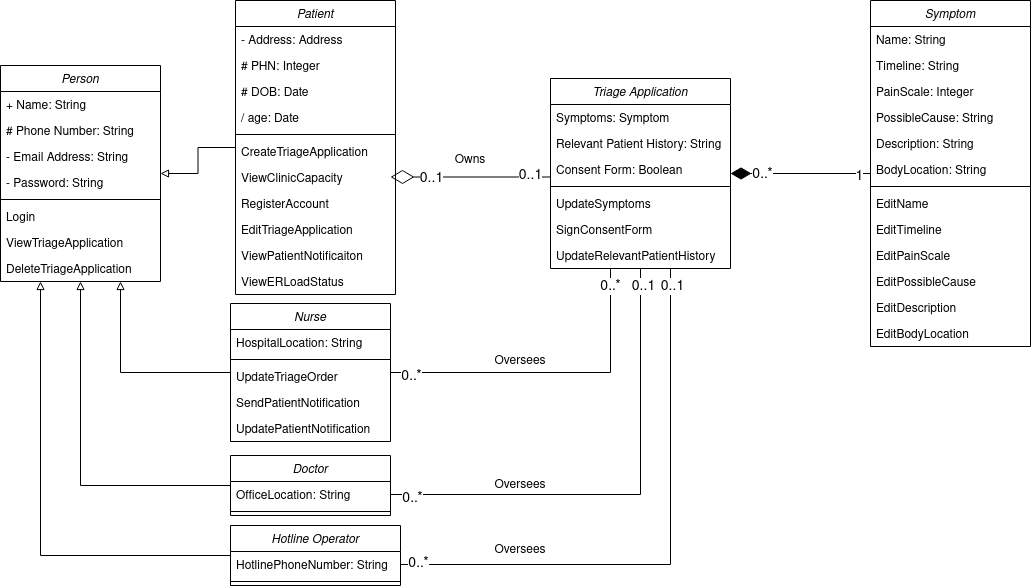 Person
+ Name: String
# Phone Number: String
- Email Address: String
- Password: String
Login
ViewTriageApplication
DeleteTriageApplication
Patient
- Address: Address
# PHN: Integer
# DOB: Date
/ age: Date
CreateTriageApplication
ViewClinicCapacity
RegisterAccount
EditTriageApplication
ViewPatientNotificaiton
ViewERLoadStatus
0..1
Owns
0..1
Triage Application
Symptoms: Symptom
Relevant Patient History: String
Consent Form: Boolean
UpdateSymptoms
SignConsentForm
UpdateRelevantPatientHistory
0..*
1
Symptom
Name: String
Timeline: String
PainScale: Integer
PossibleCause: String
Description: String
BodyLocation: String
EditName
EditTimeline
EditPainScale
EditPossibleCause
EditDescription
EditBodyLocation
0..*
0..1
0..1
Nurse
HospitalLocation: String
UpdateTriageOrder
SendPatientNotification
UpdatePatientNotification
0..*
Oversees
Doctor
OfficeLocation: String
0..*
Oversees
Hotline Operator
HotlinePhoneNumber: String
0..*
Oversees